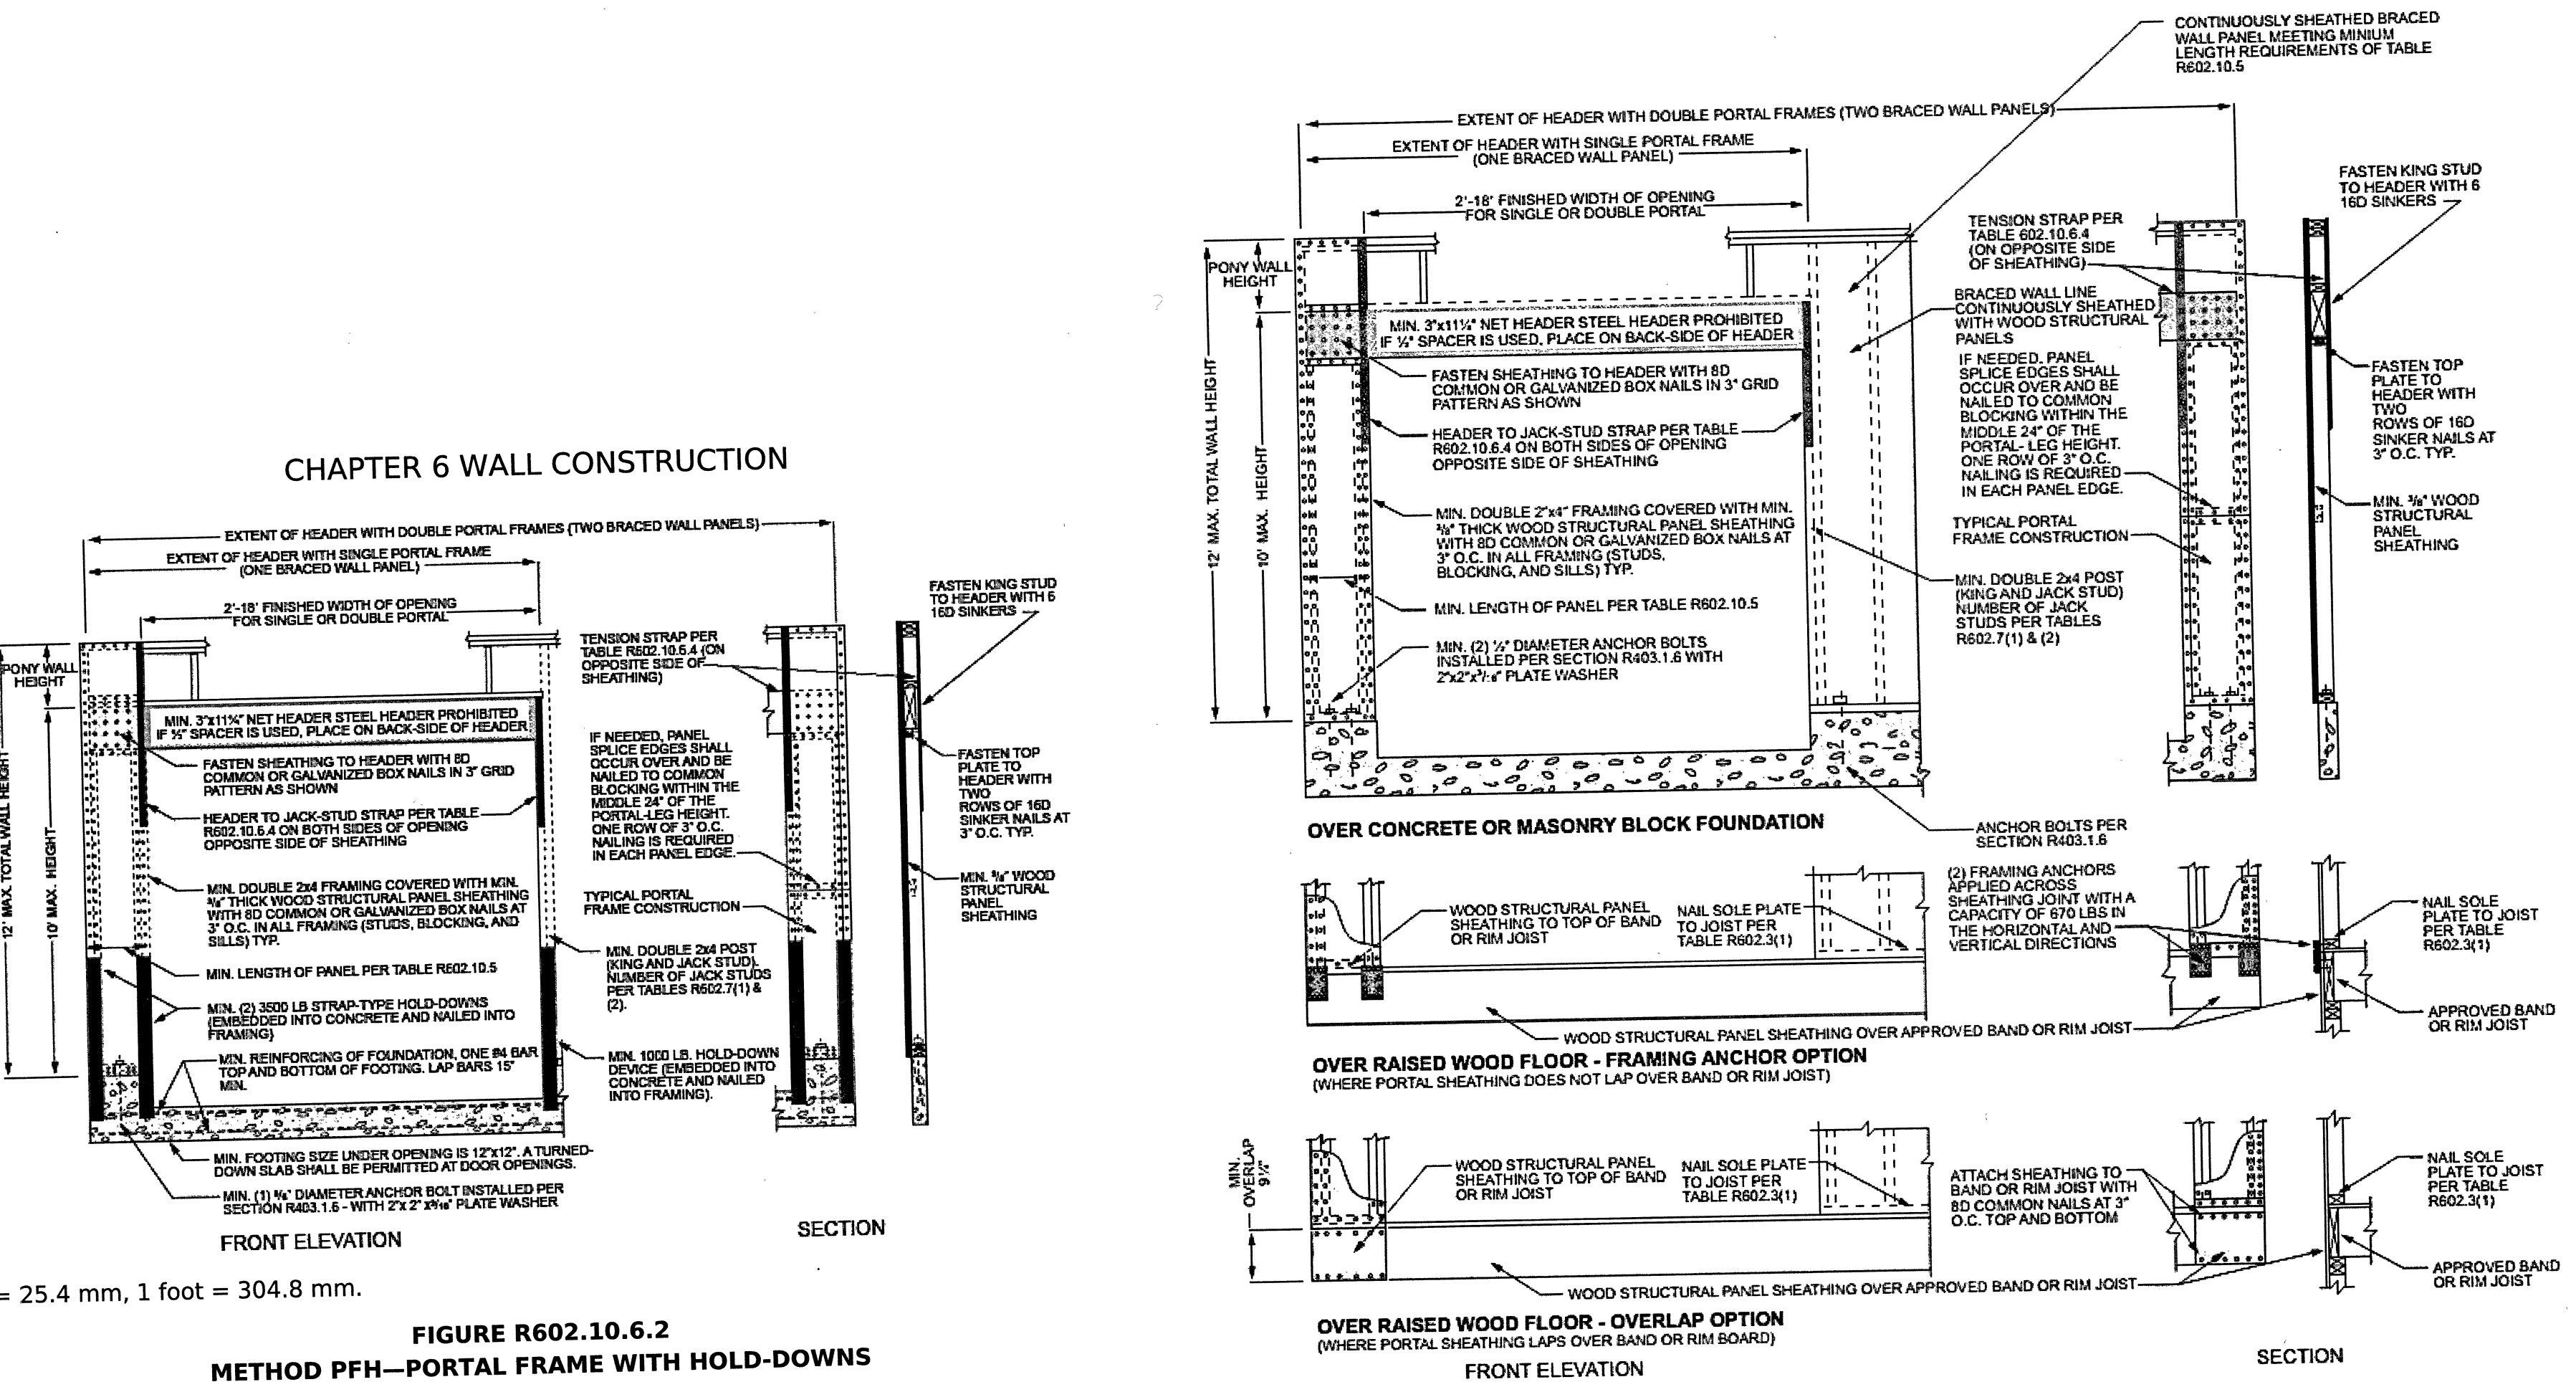 CHAPTER 6 WALL CONSTRUCTION
EXTENT OF HEADER WITH DOUBLE PORTAL FRAMES (TWO BRACED WALL PANELS)
EXTENT OF HEADER WITH SINGLE PORTAL FRAME
(ONE BRACED WALL PANEL)
2'-18' FINISHED WIDTH OF OPENING
FOR SINGLE OR DOUBLE PORTAL
PONY WALL
HEIGHT
12' MAX. TOTAL WALL HEIGHT
10' MAX. HEIGHT
MIN. 3"x11¼" NET HEADER STEEL HEADER PROHIBITED
IF ½" SPACER IS USED, PLACE ON BACK-SIDE OF HEADER
FASTEN SHEATHING TO HEADER WITH 8D
COMMON OR GALVANIZED BOX NAILS IN 3" GRID
PATTERN AS SHOWN
HEADER TO JACK-STUD STRAP PER TABLE
R602.10.6.4 ON BOTH SIDES OF OPENING
OPPOSITE SIDE OF SHEATHING
MIN. DOUBLE 2x4 FRAMING COVERED WITH MIN.
⅜" THICK WOOD STRUCTURAL PANEL SHEATHING
WITH 8D COMMON OR GALVANIZED BOX NAILS AT
3" O.C. IN ALL FRAMING (STUDS, BLOCKING, AND
SILLS) TYP.
MIN. LENGTH OF PANEL PER TABLE R602.10.5
MIN. (2) 3500 LB STRAP-TYPE HOLD-DOWNS
(EMBEDDED INTO CONCRETE AND NAILED INTO
FRAMING)
MIN. REINFORCING OF FOUNDATION, ONE #4 BAR
TOP AND BOTTOM OF FOOTING. LAP BARS 15"
MIN.
MIN. FOOTING SIZE UNDER OPENING IS 12"x12". A TURNED-
DOWN SLAB SHALL BE PERMITTED AT DOOR OPENINGS.
MIN. (1) ⅝" DIAMETER ANCHOR BOLT INSTALLED PER
SECTION R403.1.6 - WITH 2"x 2" x3/16" PLATE WASHER
FRONT ELEVATION
TENSION STRAP PER
TABLE R602.10.6.4 (ON
OPPOSITE SIDE OF
SHEATHING)
IF NEEDED, PANEL
SPLICE EDGES SHALL
OCCUR OVER AND BE
NAILED TO COMMON
BLOCKING WITHIN THE
MIDDLE 24" OF THE
PORTAL-LEG HEIGHT.
ONE ROW OF 3" O.C.
NAILING IS REQUIRED
IN EACH PANEL EDGE.
TYPICAL PORTAL
FRAME CONSTRUCTION
MIN. DOUBLE 2x4 POST
(KING AND JACK STUD).
NUMBER OF JACK STUDS
PER TABLES R602.7(1) &
(2).
MIN. 1000 LB. HOLD-DOWN
DEVICE (EMBEDDED INTO
CONCRETE AND NAILED
INTO FRAMING).
FASTEN KING STUD
TO HEADER WITH 6
16D SINKERS
FASTEN TOP
PLATE TO
HEADER WITH
TWO
ROWS OF 16D
SINKER NAILS AT
3" O.C. TYP.
MIN. ⅜" WOOD
STRUCTURAL
PANEL
SHEATHING
SECTION
= 25.4 mm, 1 foot = 304.8 mm.
FIGURE R602.10.6.2
METHOD PFH—PORTAL FRAME WITH HOLD-DOWNS
CONTINUOUSLY SHEATHED BRACED
WALL PANEL MEETING MINIUM
LENGTH REQUIREMENTS OF TABLE
R602.10.5
EXTENT OF HEADER WITH DOUBLE PORTAL FRAMES (TWO BRACED WALL PANELS)
EXTENT OF HEADER WITH SINGLE PORTAL FRAME
(ONE BRACED WALL PANEL)
2'-18' FINISHED WIDTH OF OPENING
FOR SINGLE OR DOUBLE PORTAL
PONY WALL
HEIGHT
12' MAX. TOTAL WALL HEIGHT
10' MAX. HEIGHT
MIN. 3"x11¼" NET HEADER STEEL HEADER PROHIBITED
IF ½" SPACER IS USED, PLACE ON BACK-SIDE OF HEADER
FASTEN SHEATHING TO HEADER WITH 8D
COMMON OR GALVANIZED BOX NAILS IN 3" GRID
PATTERN AS SHOWN
HEADER TO JACK-STUD STRAP PER TABLE
R602.10.6.4 ON BOTH SIDES OF OPENING
OPPOSITE SIDE OF SHEATHING
MIN. DOUBLE 2"x4" FRAMING COVERED WITH MIN.
⅜" THICK WOOD STRUCTURAL PANEL SHEATHING
WITH 8D COMMON OR GALVANIZED BOX NAILS AT
3" O.C. IN ALL FRAMING (STUDS,
BLOCKING, AND SILLS) TYP.
MIN. LENGTH OF PANEL PER TABLE R602.10.5
MIN. (2) ½" DIAMETER ANCHOR BOLTS
INSTALLED PER SECTION R403.1.6 WITH
2"x2"x3/16" PLATE WASHER
TENSION STRAP PER
TABLE 602.10.6.4
(ON OPPOSITE SIDE
OF SHEATHING)
BRACED WALL LINE
CONTINUOUSLY SHEATHED
WITH WOOD STRUCTURAL
PANELS
IF NEEDED, PANEL
SPLICE EDGES SHALL
OCCUR OVER AND BE
NAILED TO COMMON
BLOCKING WITHIN THE
MIDDLE 24" OF THE
PORTAL- LEG HEIGHT.
ONE ROW OF 3" O.C.
NAILING IS REQUIRED
IN EACH PANEL EDGE.
TYPICAL PORTAL
FRAME CONSTRUCTION
MIN. DOUBLE 2x4 POST
(KING AND JACK STUD)
NUMBER OF JACK
STUDS PER TABLES
R602.7(1) & (2)
FASTEN KING STUD
TO HEADER WITH 6
16D SINKERS
FASTEN TOP
PLATE TO
HEADER WITH
TWO
ROWS OF 16D
SINKER NAILS AT
3" O.C. TYP.
MIN. ⅜" WOOD
STRUCTURAL
PANEL
SHEATHING
OVER CONCRETE OR MASONRY BLOCK FOUNDATION
ANCHOR BOLTS PER
SECTION R403.1.6
WOOD STRUCTURAL PANEL
SHEATHING TO TOP OF BAND
OR RIM JOIST
NAIL SOLE PLATE
TO JOIST PER
TABLE R602.3(1)
(2) FRAMING ANCHORS
APPLIED ACROSS
SHEATHING JOINT WITH A
CAPACITY OF 670 LBS IN
THE HORIZONTAL AND
VERTICAL DIRECTIONS
NAIL SOLE
PLATE TO JOIST
PER TABLE
R602.3(1)
APPROVED BAND
OR RIM JOIST
WOOD STRUCTURAL PANEL SHEATHING OVER APPROVED BAND OR RIM JOIST
OVER RAISED WOOD FLOOR - FRAMING ANCHOR OPTION
(WHERE PORTAL SHEATHING DOES NOT LAP OVER BAND OR RIM JOIST)
MIN.
OVERLAP
9¼"
WOOD STRUCTURAL PANEL
SHEATHING TO TOP OF BAND
OR RIM JOIST
NAIL SOLE PLATE
TO JOIST PER
TABLE R602.3(1)
ATTACH SHEATHING TO
BAND OR RIM JOIST WITH
8D COMMON NAILS AT 3"
O.C. TOP AND BOTTOM
NAIL SOLE
PLATE TO JOIST
PER TABLE
R602.3(1)
APPROVED BAND
OR RIM JOIST
WOOD STRUCTURAL PANEL SHEATHING OVER APPROVED BAND OR RIM JOIST
OVER RAISED WOOD FLOOR - OVERLAP OPTION
(WHERE PORTAL SHEATHING LAPS OVER BAND OR RIM BOARD)
FRONT ELEVATION
SECTION